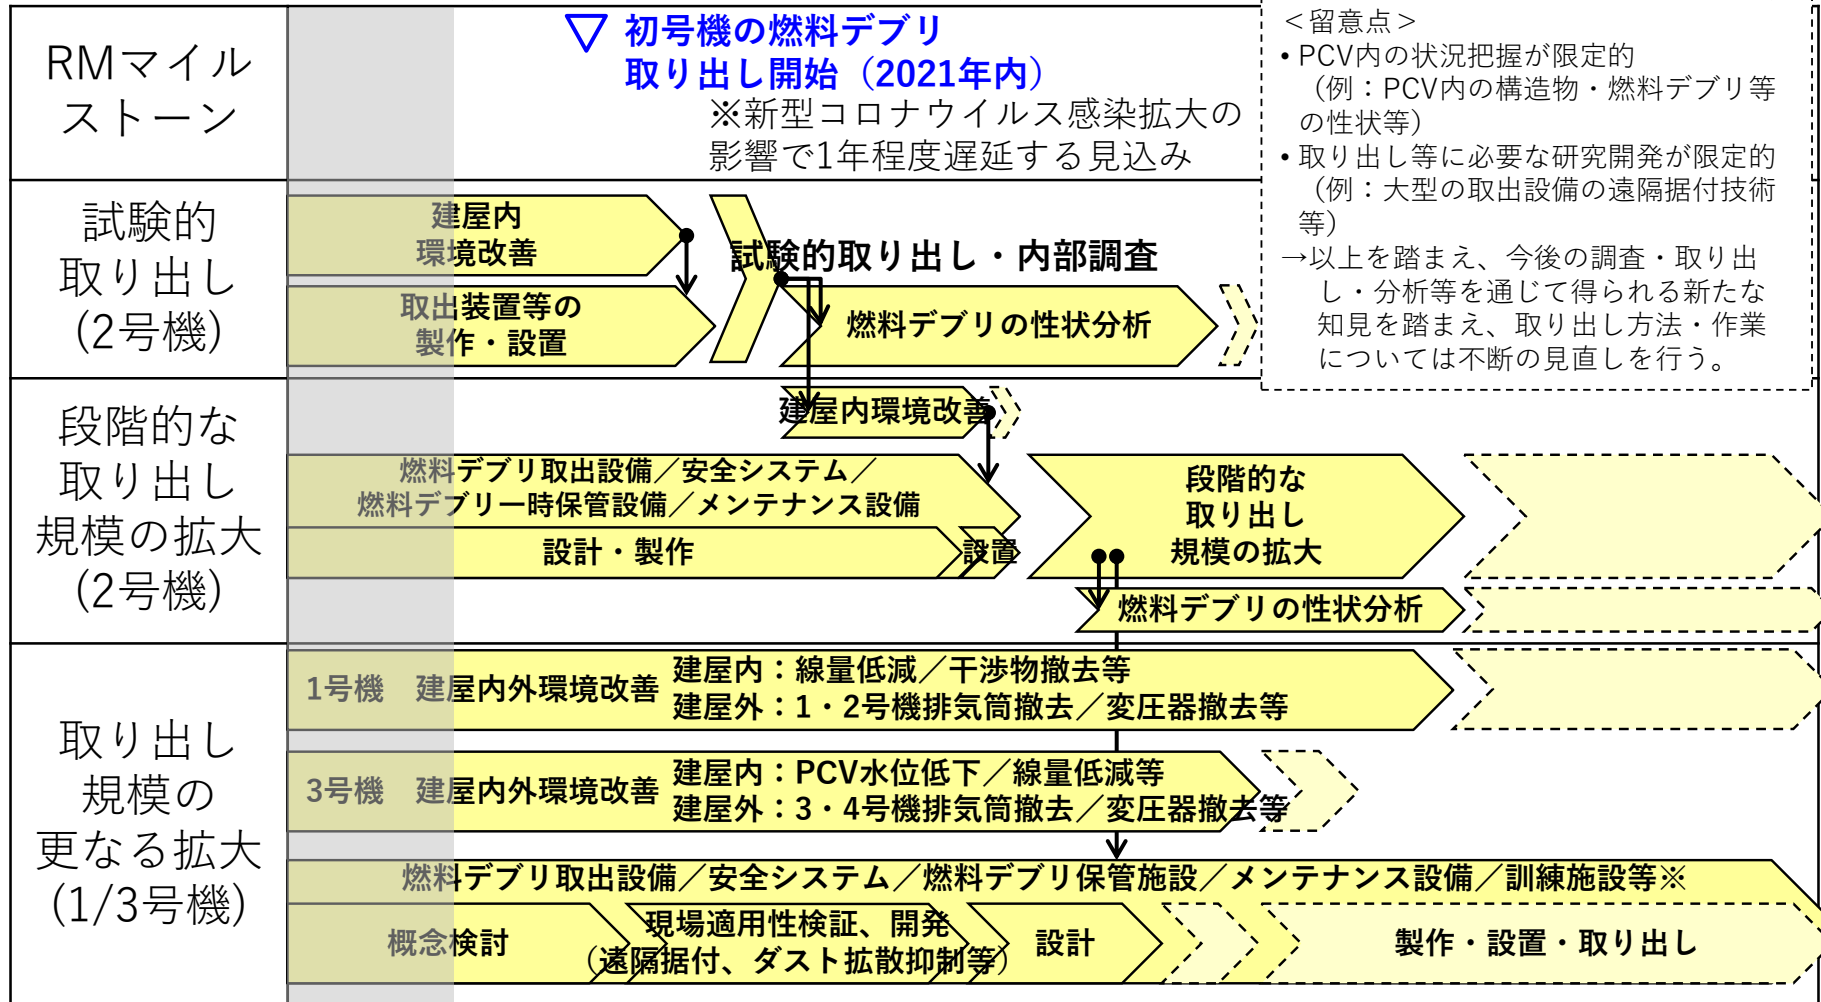 RMマイル
ストーン
▽ 初号機の燃料デブリ
取り出し開始（2021年内）
※新型コロナウイルス感染拡大の
影響で1年程度遅延する見込み
＜留意点＞
• PCV内の状況把握が限定的
（例：PCV内の構造物・燃料デブリ等
の性状等）
• 取り出し等に必要な研究開発が限定的
（例：大型の取出設備の遠隔据付技術
等）
→以上を踏まえ、今後の調査・取り出
し・分析等を通じて得られる新たな
知見を踏まえ、取り出し方法・作業
については不断の見直しを行う。
試験的
取り出し
(2号機)
建屋内
環境改善
取出装置等の
製作・設置
試験的取り出し・内部調査
燃料デブリの性状分析
段階的な
取り出し
規模の拡大
(2号機)
建屋内環境改善
燃料デブリ取出設備／安全システム／
燃料デブリ一時保管設備／メンテナンス設備
設計・製作
設置
段階的な
取り出し
規模の拡大
燃料デブリの性状分析
取り出し
規模の
更なる拡大
(1/3号機)
1号機 建屋内外環境改善
建屋内：線量低減／干渉物撤去等
建屋外：1・2号機排気筒撤去／変圧器撤去等
3号機 建屋内外環境改善
建屋内：PCV水位低下／線量低減等
建屋外：3・4号機排気筒撤去／変圧器撤去等
燃料デブリ取出設備／安全システム／燃料デブリ保管施設／メンテナンス設備／訓練施設等※
概念検討
現場適用性検証、開発
（遠隔据付、ダスト拡散抑制等）
設計
製作・設置・取り出し